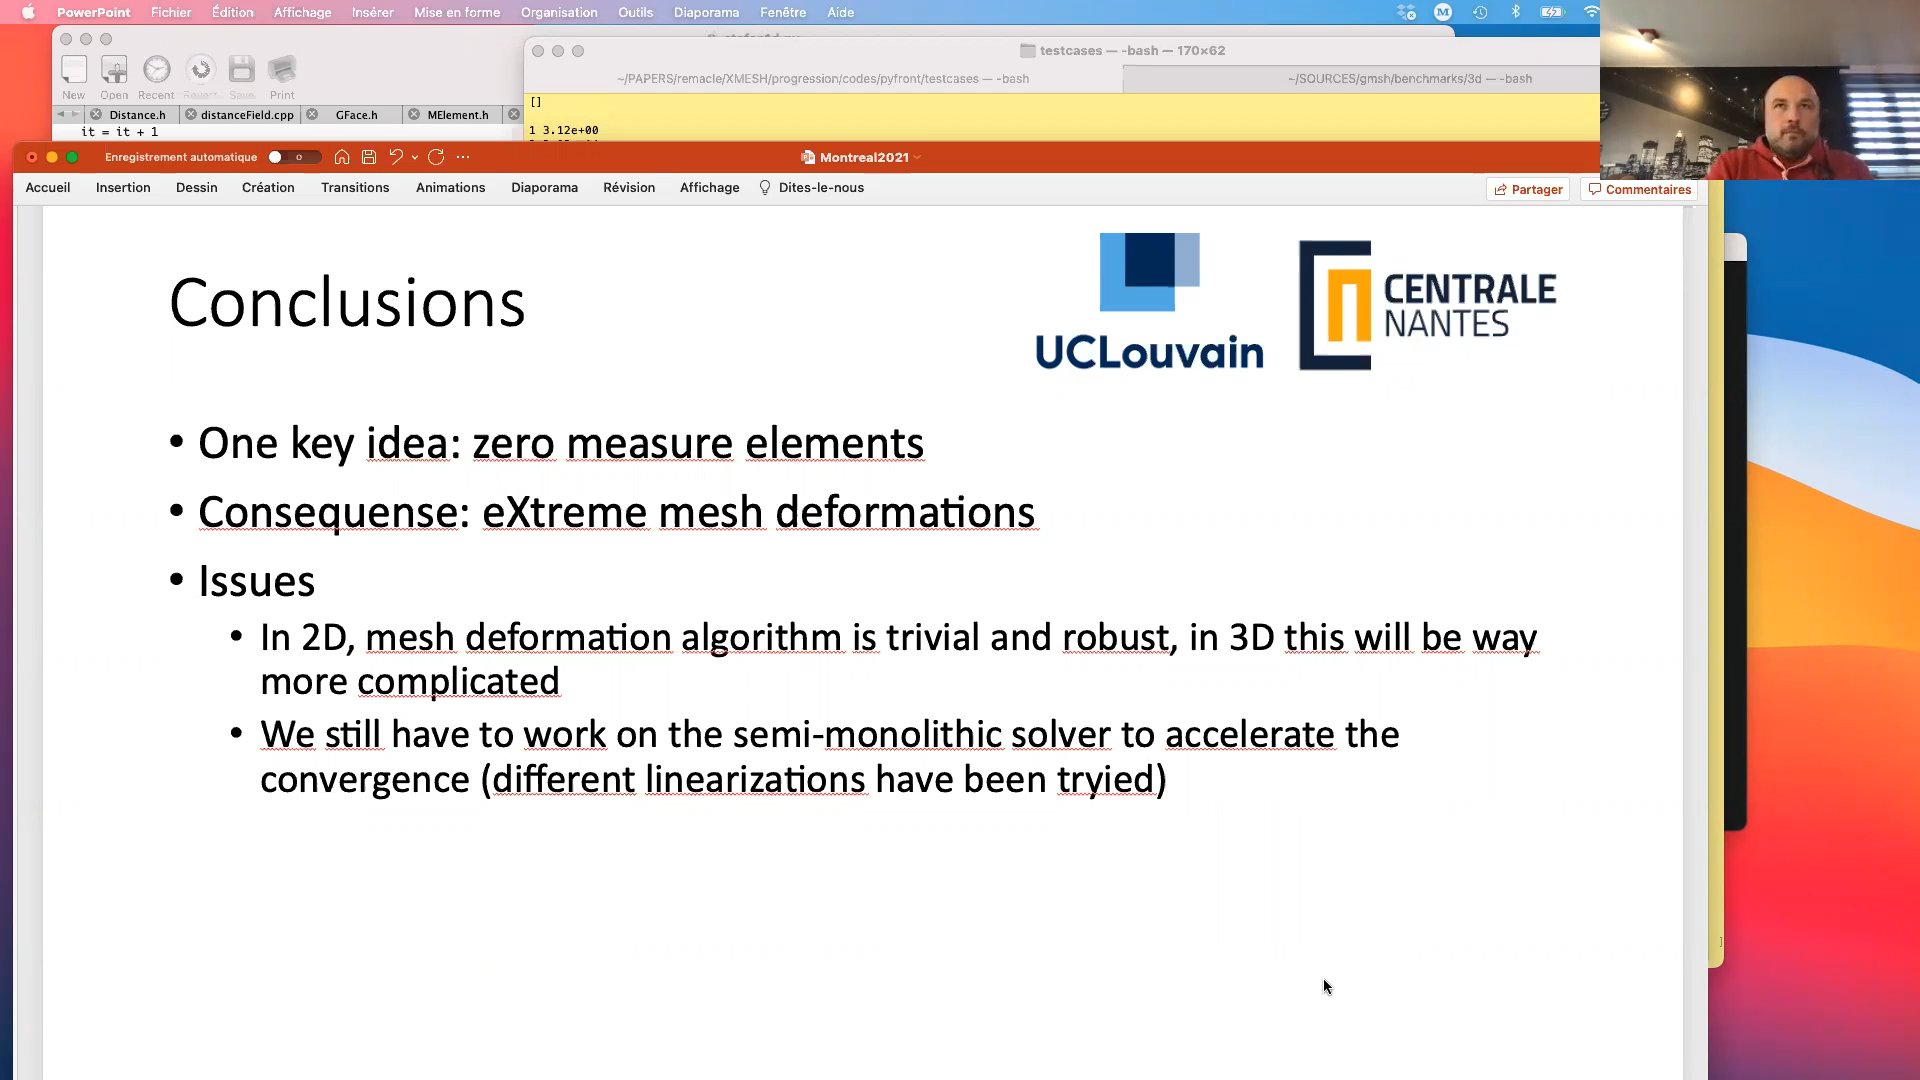 PowerPoint Fichier Édition Affichage Insérer Mise en forme Organisation Outils Diaporama Fenêtre Aide
testcases — -bash — 170×62
~/PAPERS/remacle/XMESH/progression/codes/pyfront/testcases — -bash
~/SOURCES/gmsh/benchmarks/3d — -bash
New Open Recent Revert Save Print
Distance.h distanceField.cpp GFace.h MElement.h
[]
it = it + 1
1 3.12e+00
Enregistrement automatique
Montreal2021
Accueil Insertion Dessin Création Transitions Animations Diaporama Révision Affichage Dites-le-nous
Partager Commentaires
Conclusions
UCLouvain
CENTRALE
NANTES
• One key idea: zero measure elements
• Consequense: eXtreme mesh deformations
• Issues
• In 2D, mesh deformation algorithm is trivial and robust, in 3D this will be way
more complicated
• We still have to work on the semi-monolithic solver to accelerate the
convergence (different linearizations have been tryied)